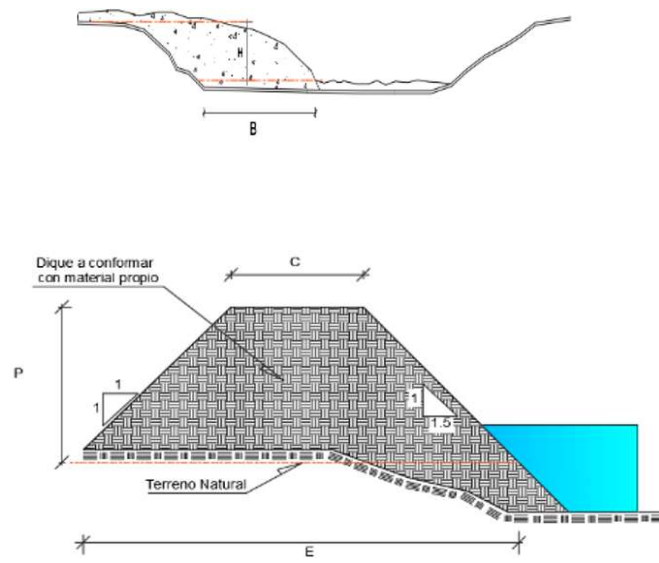 H
B
Dique a conformar
con material propio
C
P
1
1
1
1.5
Terreno Natural
E